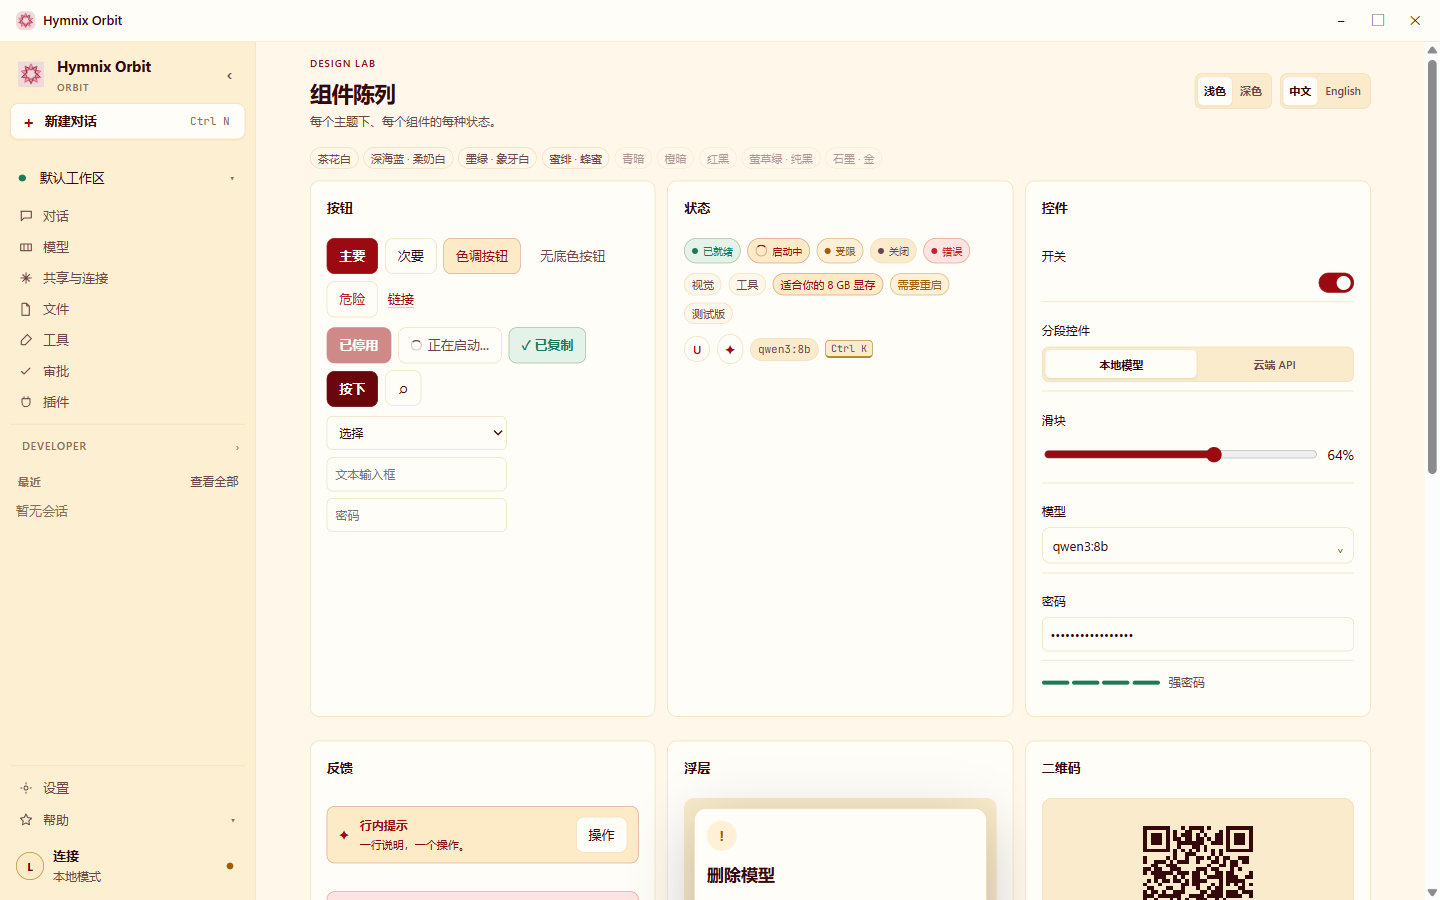 Hymnix Orbit
Hymnix Orbit
ORBIT
新建对话 Ctrl N
默认工作区
对话
模型
共享与连接
文件
工具
审批
插件
DEVELOPER
最近 查看全部
暂无会话
设置
帮助
L
连接
本地模式
DESIGN LAB
组件陈列
每个主题下、每个组件的每种状态。
浅色 深色 中文 English
茶花白 深海蓝 · 柔奶白 墨绿 · 象牙白 蜜绯 · 蜂蜜 青暗 橙暗 红黑 萤草绿 · 纯黑 石墨 · 金
按钮
主要 次要 色调按钮 无底色按钮
危险 链接
已停用 正在启动... ✓ 已复制
按下
选择
文本输入框
密码
状态
已就绪 启动中 受限 关闭 错误
视觉 工具 适合你的 8 GB 显存 需要重启
测试版
U qwen3:8b Ctrl K
控件
开关
分段控件
本地模型 云端 API
滑块
64%
模型
qwen3:8b
密码
强密码
反馈
行内提示
一行说明，一个操作。
操作
浮层
!
删除模型
二维码